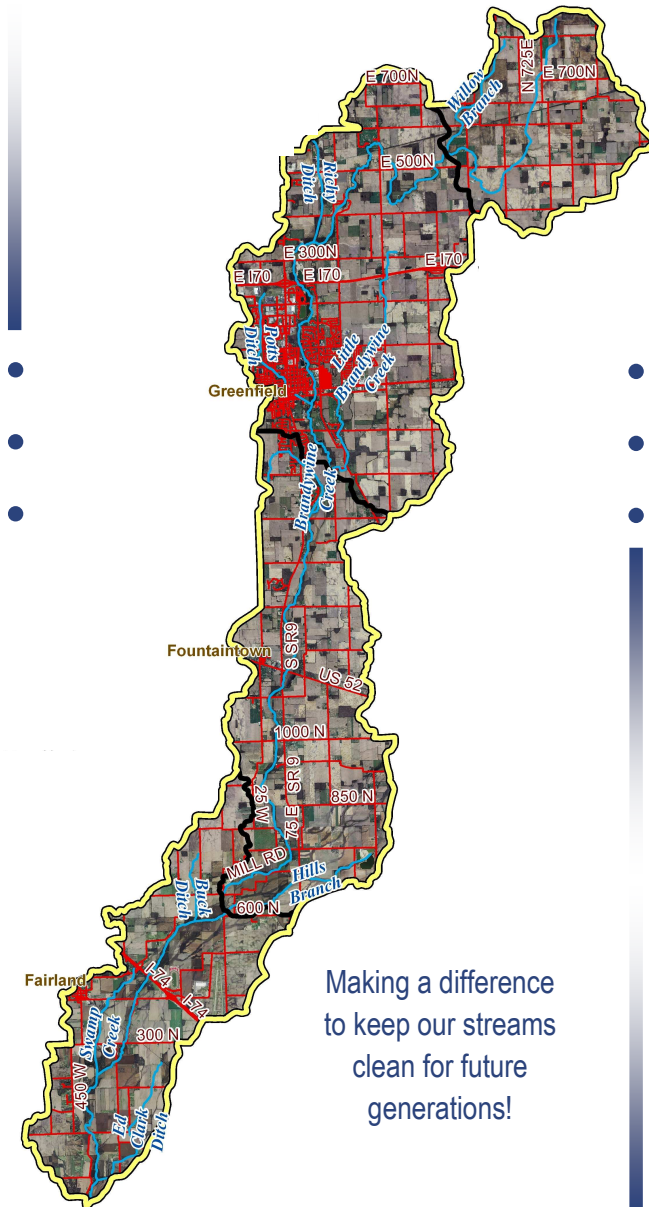 E 700N
Willow
Branch
N 725E
E 700N
E 500N
Richy
Ditch
E 300N
E I70
E I70
Potts
Ditch
Little
Brandywine
Creek
Greenfield
Brandywine
Creek
Fountaintown
S SR9
US 52
1000 N
SR 9
25 W
75 E
850 N
MILL RD
Hills
Branch
Buck
Ditch
600 N
I-74
I-74
Fairland
Swamp
Creek
300 N
450 W
Ed
Clark
Ditch
Making a difference
to keep our streams
clean for future
generations!